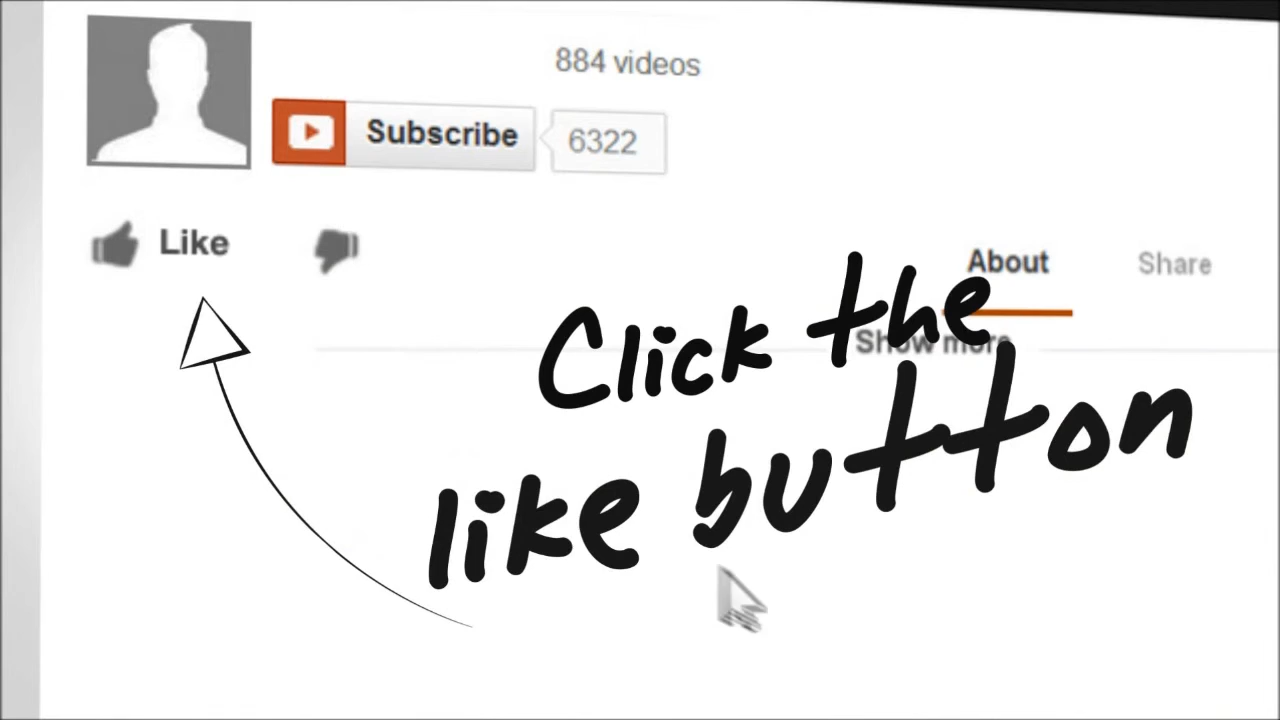 884 videos
Subscribe 6322
Like
About Share
Show more
Click the
like button